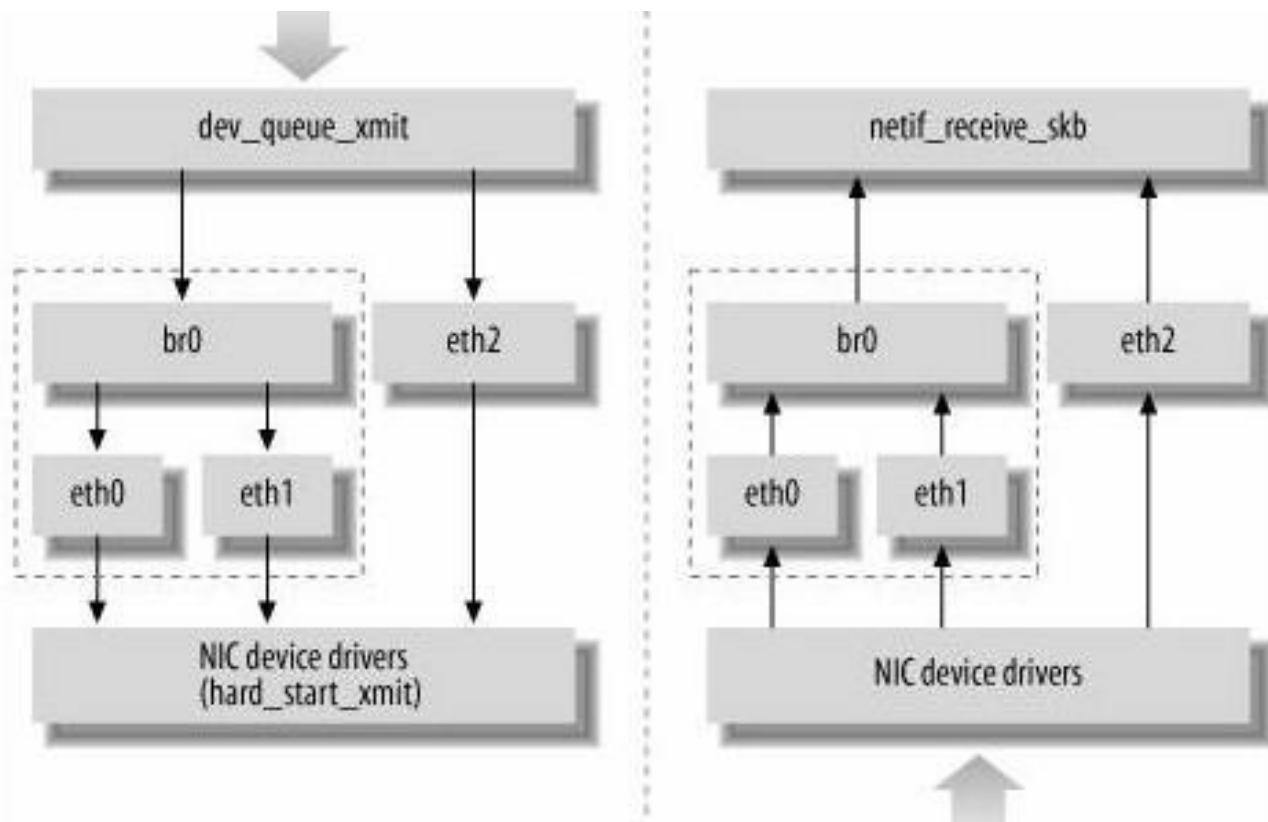 dev_queue_xmit
br0
eth2
eth0
eth1
NIC device drivers
(hard_start_xmit)
netif_receive_skb
br0
eth2
eth0
eth1
NIC device drivers